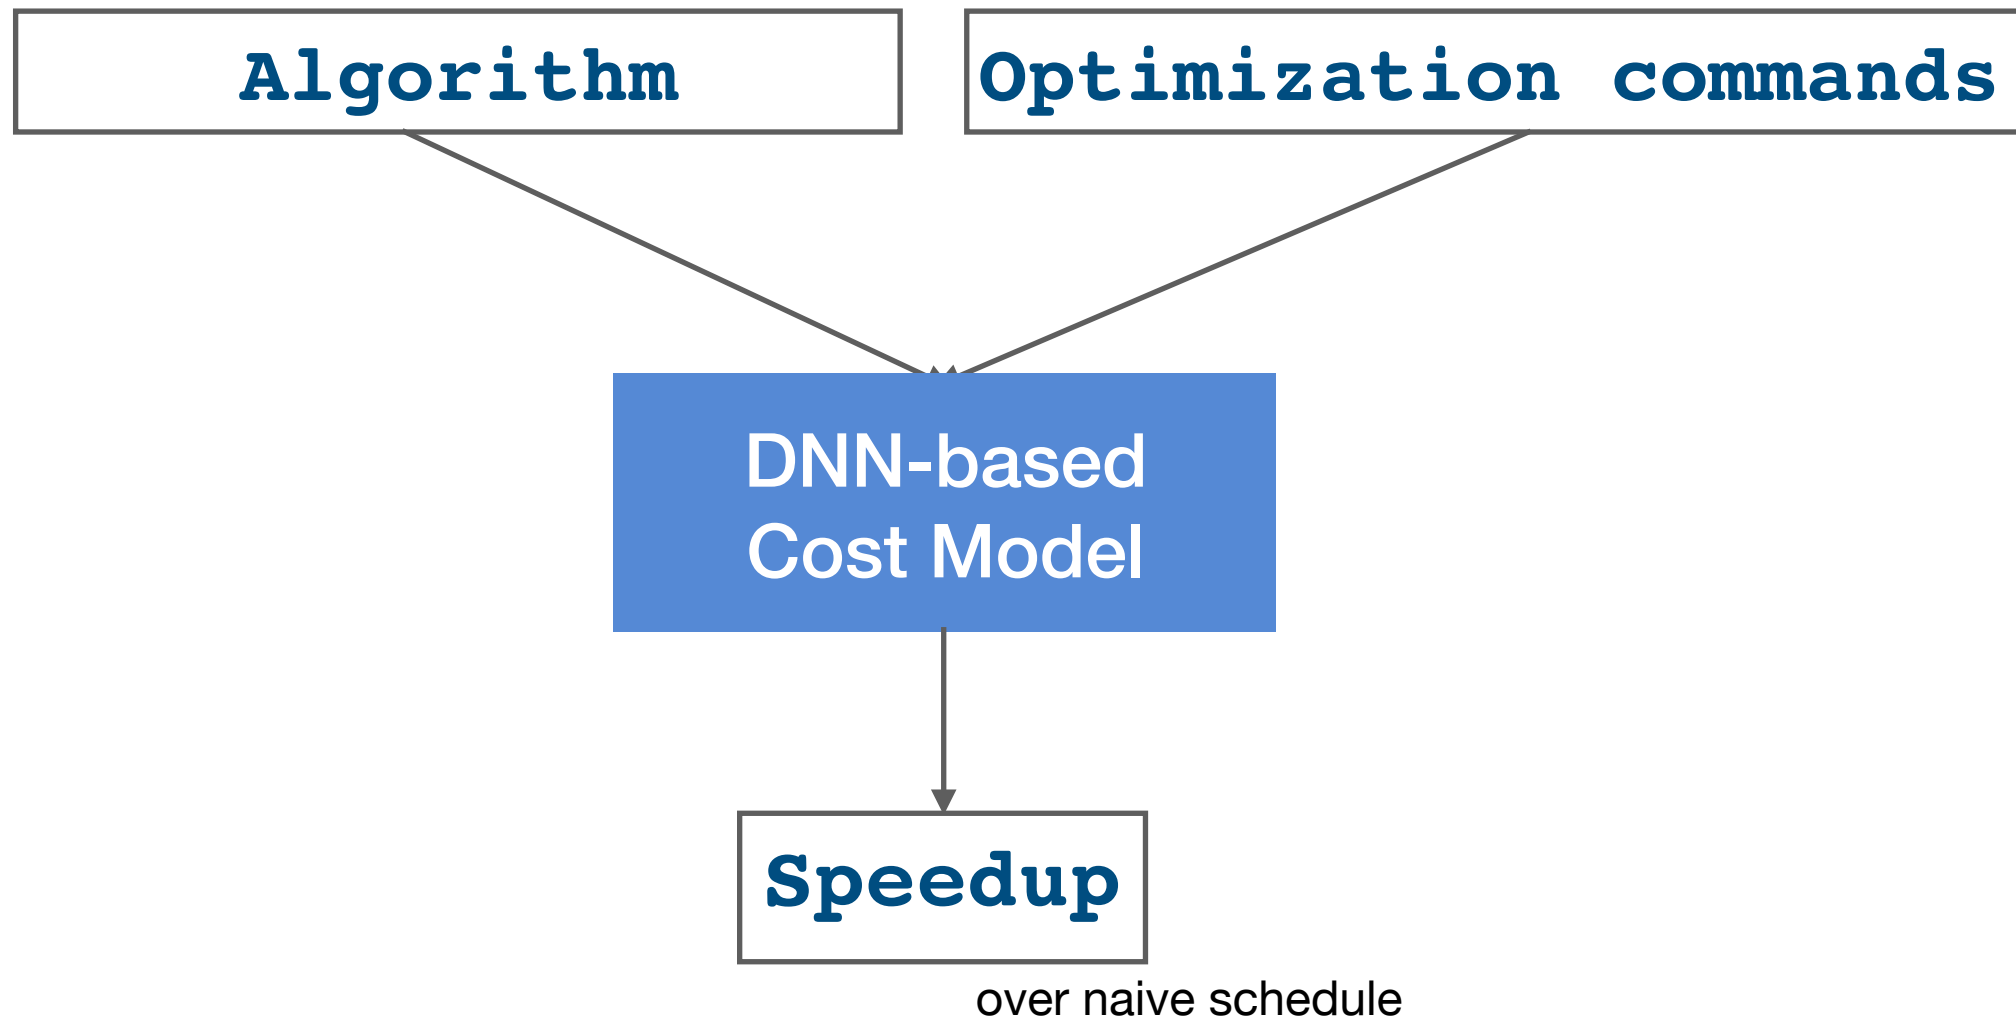 Algorithm
Optimization commands
DNN-based
Cost Model
Speedup
over naive schedule